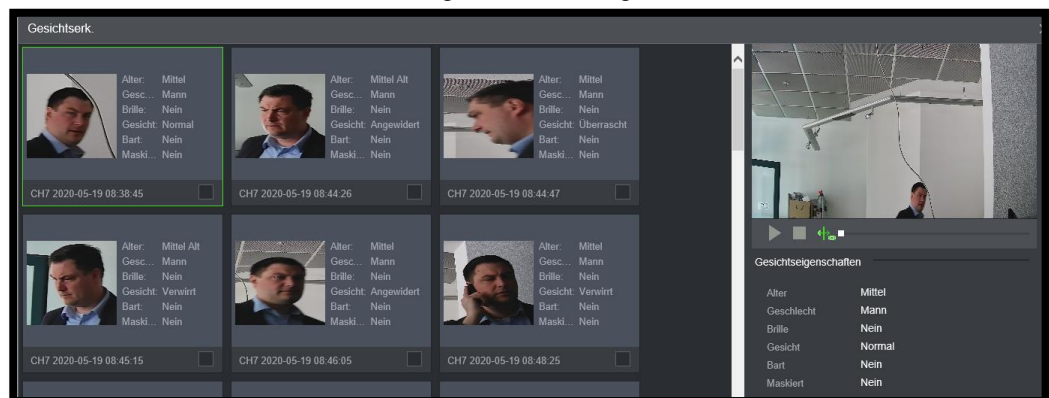 Gesichtserk.
Alter: Mittel
Gesc... Mann
Brille: Nein
Gesicht: Normal
Bart: Nein
Maski... Nein
CH7 2020-05-19 08:38:45
Alter: Mittel Alt
Gesc... Mann
Brille: Nein
Gesicht: Angewidert
Bart: Nein
Maski... Nein
CH7 2020-05-19 08:44:26
Alter: Mittel
Gesc... Mann
Brille: Nein
Gesicht: Überrascht
Bart: Nein
Maski... Nein
CH7 2020-05-19 08:44:47
Alter: Mittel Alt
Gesc... Mann
Brille: Nein
Gesicht: Verwirrt
Bart: Nein
Maski... Nein
CH7 2020-05-19 08:45:15
Alter: Mittel
Gesc... Mann
Brille: Nein
Gesicht: Angewidert
Bart: Nein
Maski... Nein
CH7 2020-05-19 08:46:05
Alter: Mittel
Gesc... Mann
Brille: Nein
Gesicht: Verwirrt
Bart: Nein
Maski... Nein
CH7 2020-05-19 08:48:25
Gesichtseigenschaften
Alter Mittel
Geschlecht Mann
Brille Nein
Gesicht Normal
Bart Nein
Maskiert Nein